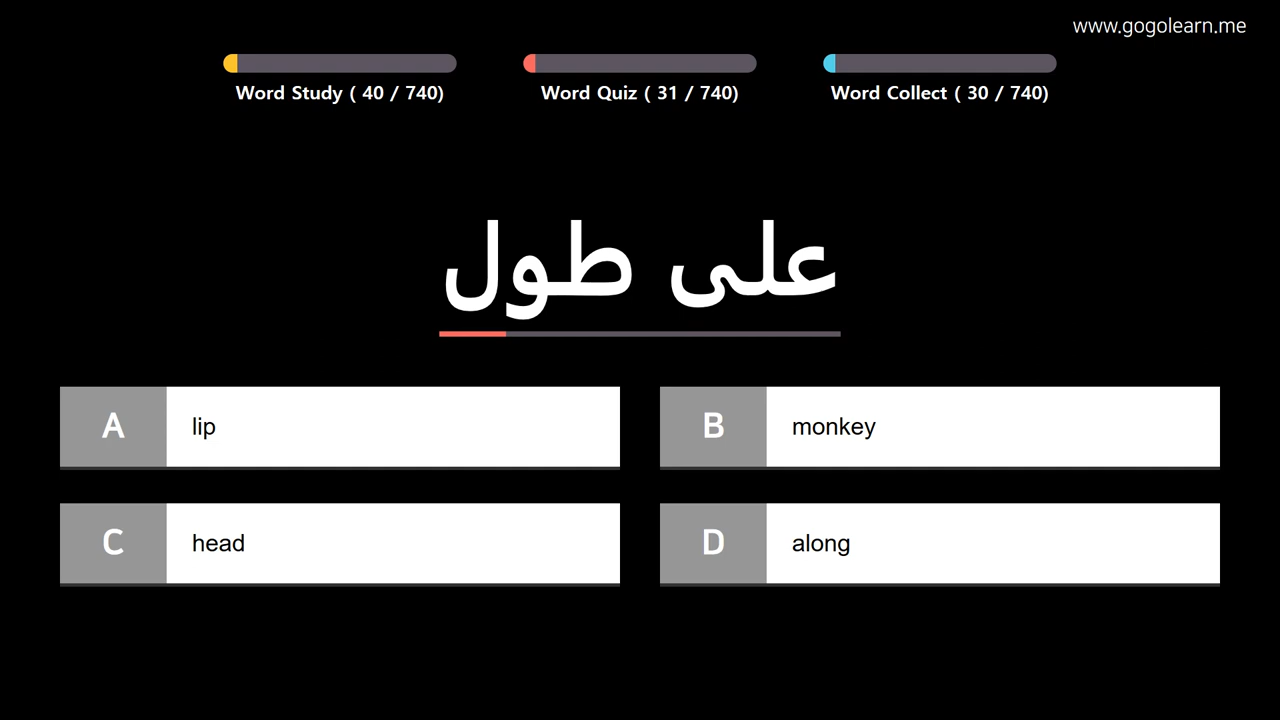 www.gogolearn.me
Word Study ( 40 / 740)
Word Quiz ( 31 / 740)
Word Collect ( 30 / 740)
على طول
A lip
B monkey
C head
D along